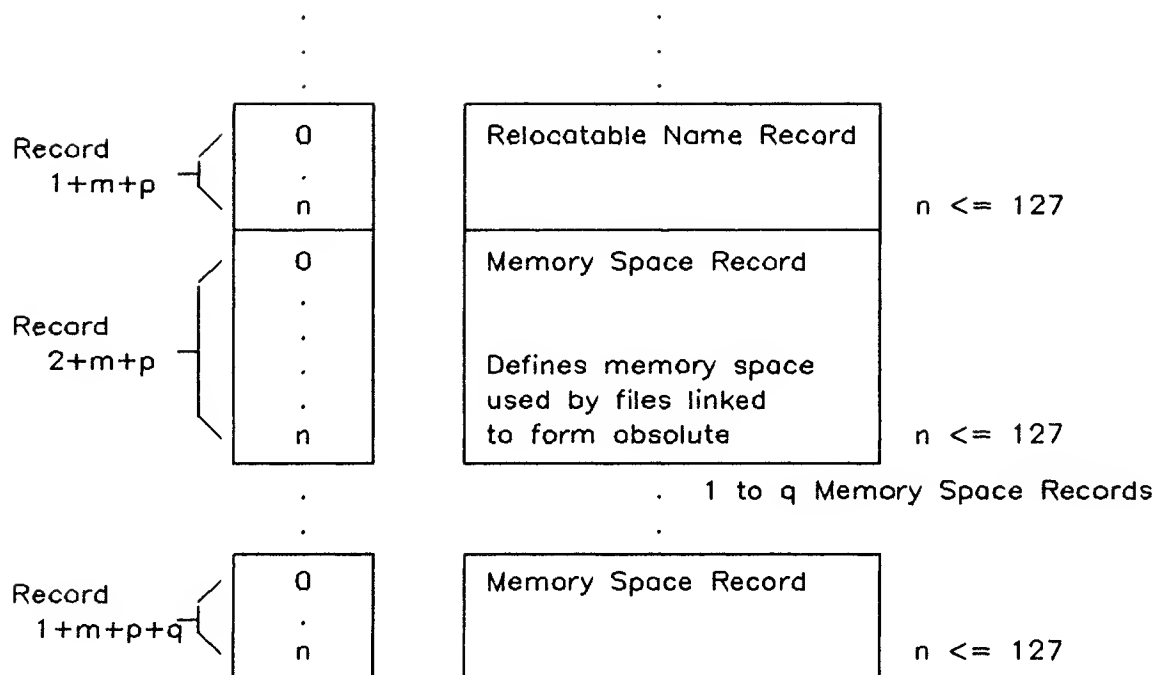 0 Relocatable Name Record
Record
1+m+p
n n <= 127
0 Memory Space Record
Record
2+m+p
Defines memory space
used by files linked
n to form absolute n <= 127
1 to q Memory Space Records
0 Memory Space Record
Record
1+m+p+q
n n <= 127